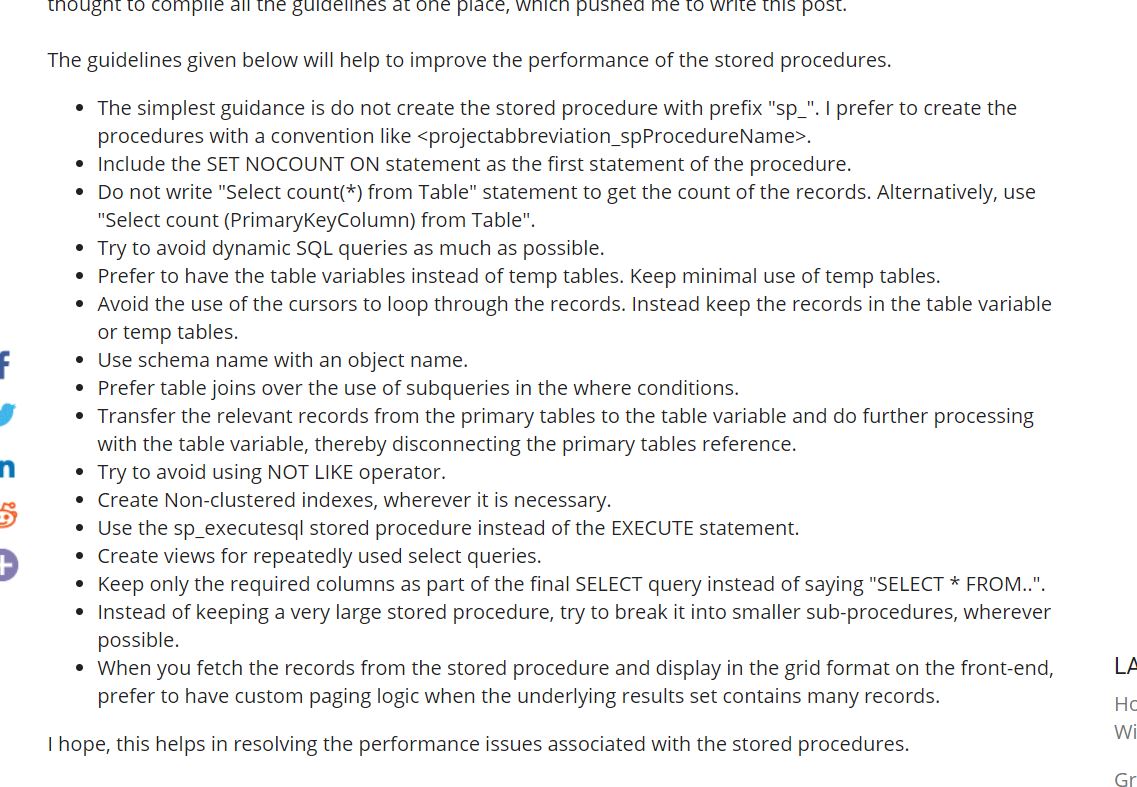 thought to compile all the guidelines at one place, which pushed me to write this post.
The guidelines given below will help to improve the performance of the stored procedures.
• The simplest guidance is do not create the stored procedure with prefix "sp_". I prefer to create the
procedures with a convention like <projectabbreviation_spProcedureName>.
• Include the SET NOCOUNT ON statement as the first statement of the procedure.
• Do not write "Select count(*) from Table" statement to get the count of the records. Alternatively, use
"Select count (PrimaryKeyColumn) from Table".
• Try to avoid dynamic SQL queries as much as possible.
• Prefer to have the table variables instead of temp tables. Keep minimal use of temp tables.
• Avoid the use of the cursors to loop through the records. Instead keep the records in the table variable
or temp tables.
• Use schema name with an object name.
• Prefer table joins over the use of subqueries in the where conditions.
• Transfer the relevant records from the primary tables to the table variable and do further processing
with the table variable, thereby disconnecting the primary tables reference.
• Try to avoid using NOT LIKE operator.
• Create Non-clustered indexes, wherever it is necessary.
• Use the sp_executesql stored procedure instead of the EXECUTE statement.
• Create views for repeatedly used select queries.
• Keep only the required columns as part of the final SELECT query instead of saying "SELECT * FROM..".
• Instead of keeping a very large stored procedure, try to break it into smaller sub-procedures, wherever
possible.
• When you fetch the records from the stored procedure and display in the grid format on the front-end,
prefer to have custom paging logic when the underlying results set contains many records.
I hope, this helps in resolving the performance issues associated with the stored procedures.